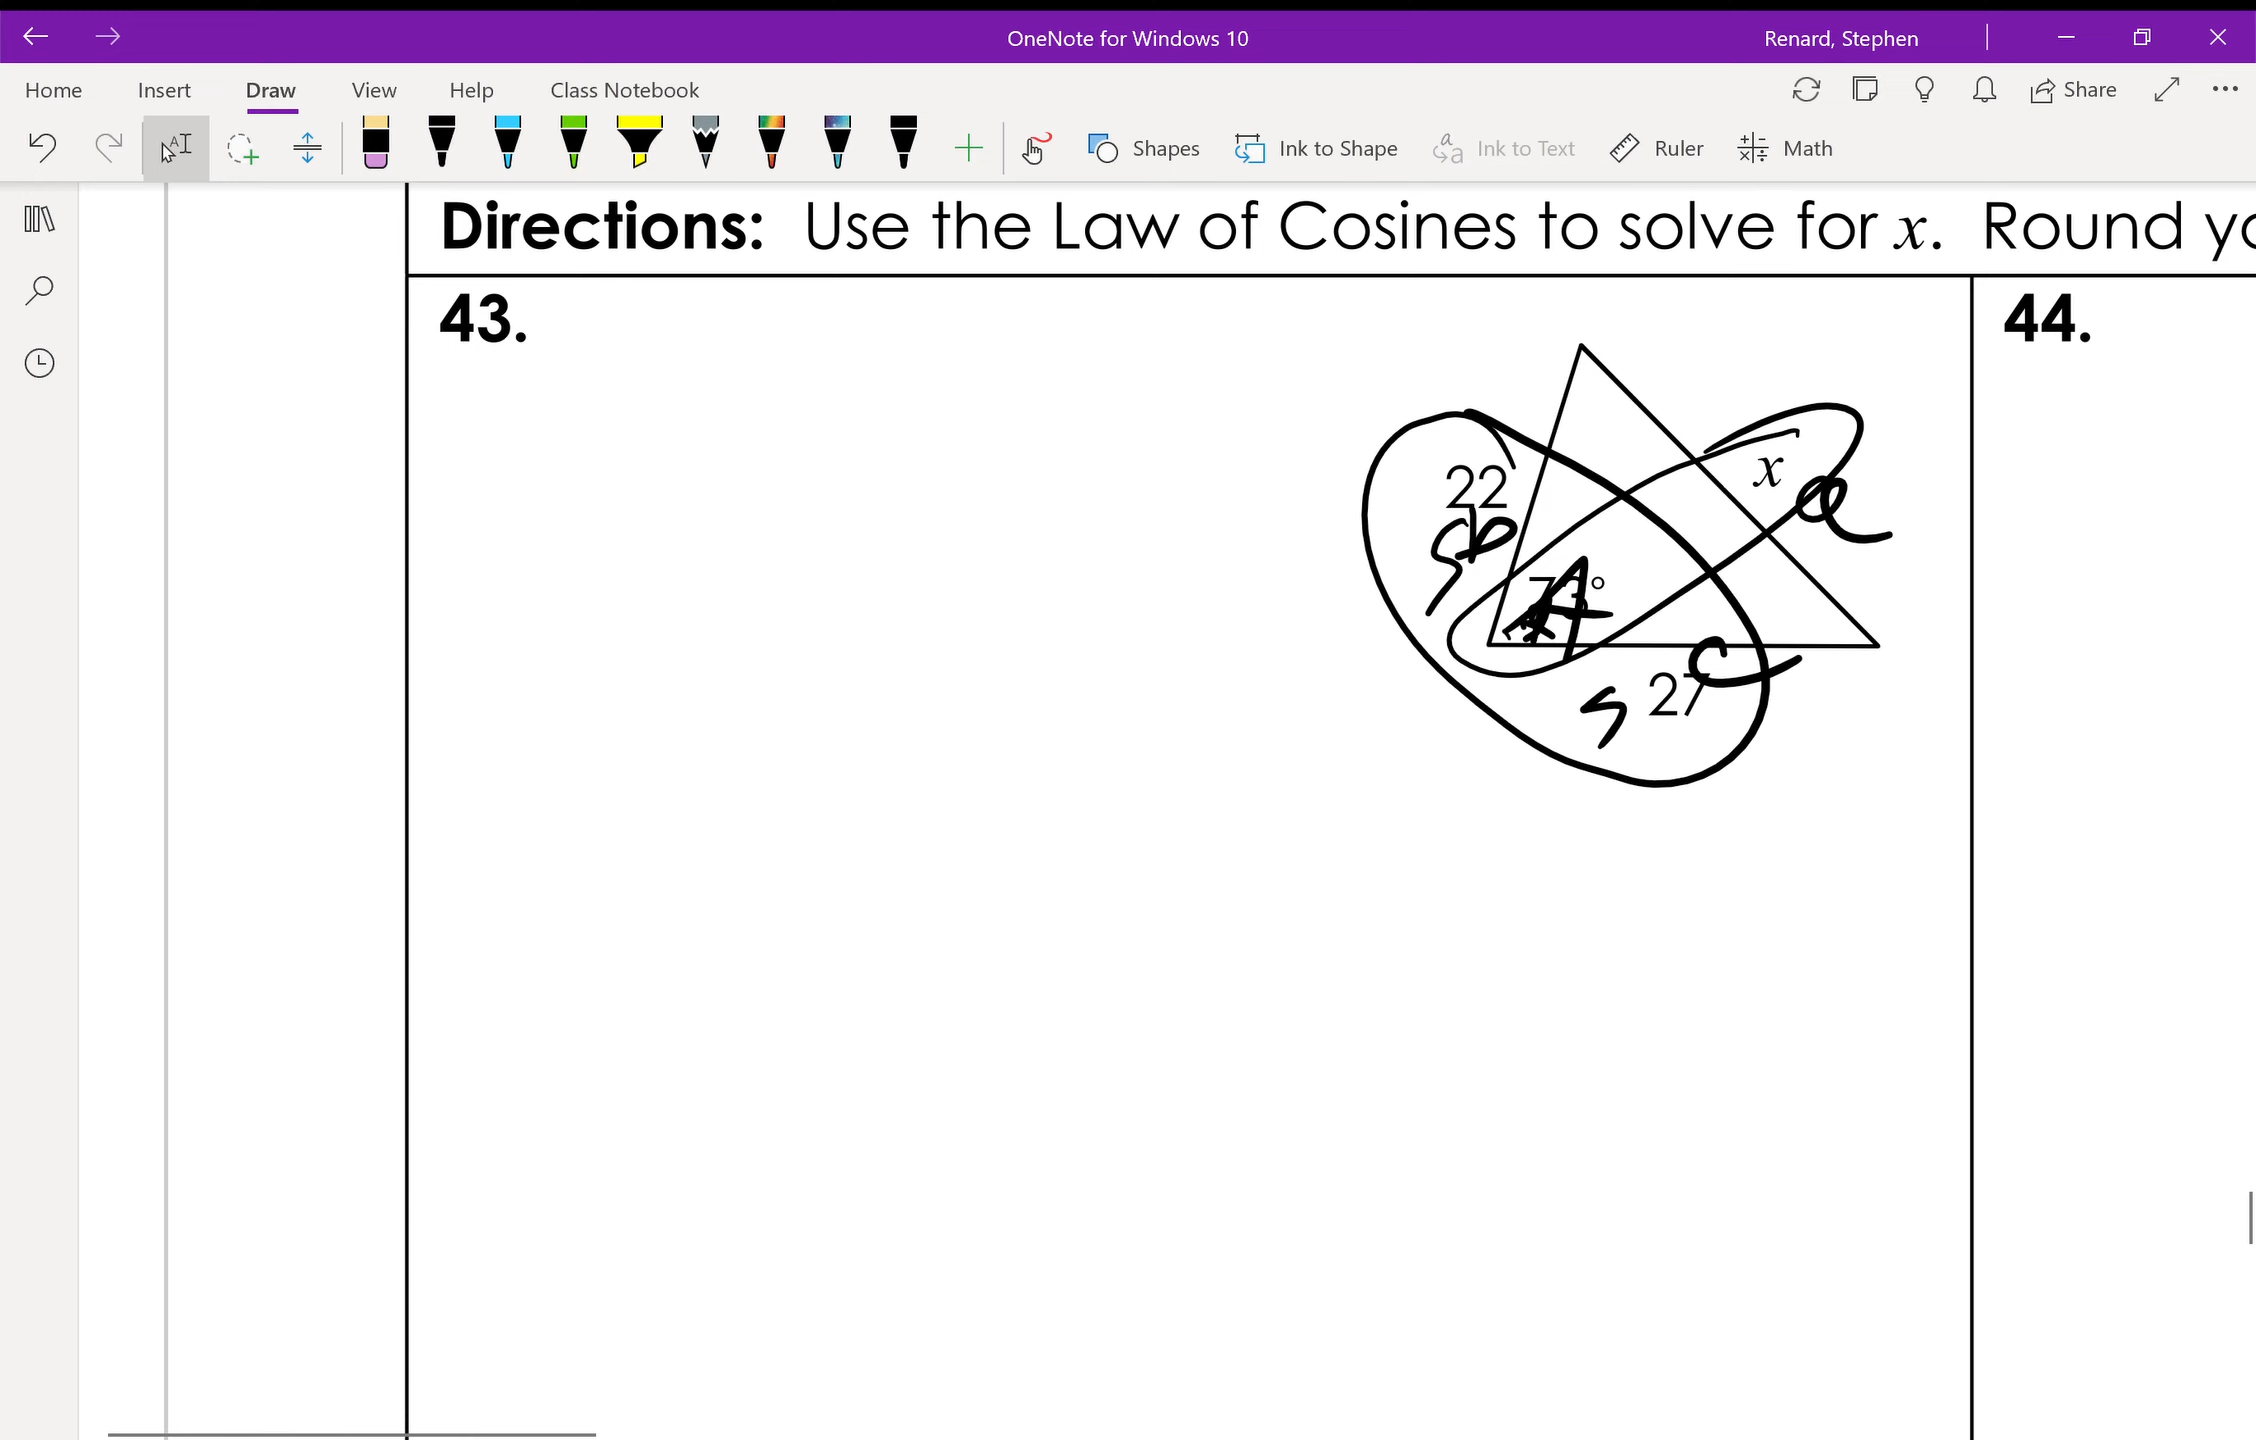 OneNote for Windows 10 Renard, Stephen
Home Insert Draw View Help Class Notebook Share
Shapes Ink to Shape Ink to Text Ruler Math
Directions: Use the Law of Cosines to solve for x. Round yo
43. 44.
22
x
a
S b
A
S 27 c